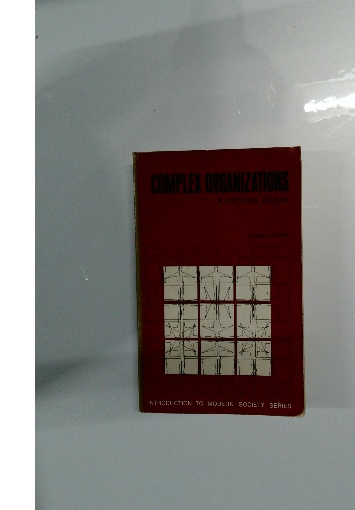 COMPLEX ORGANIZATIONS
A CRITICAL ESSAY
INTRODUCTION TO MODERN SOCIETY SERIES